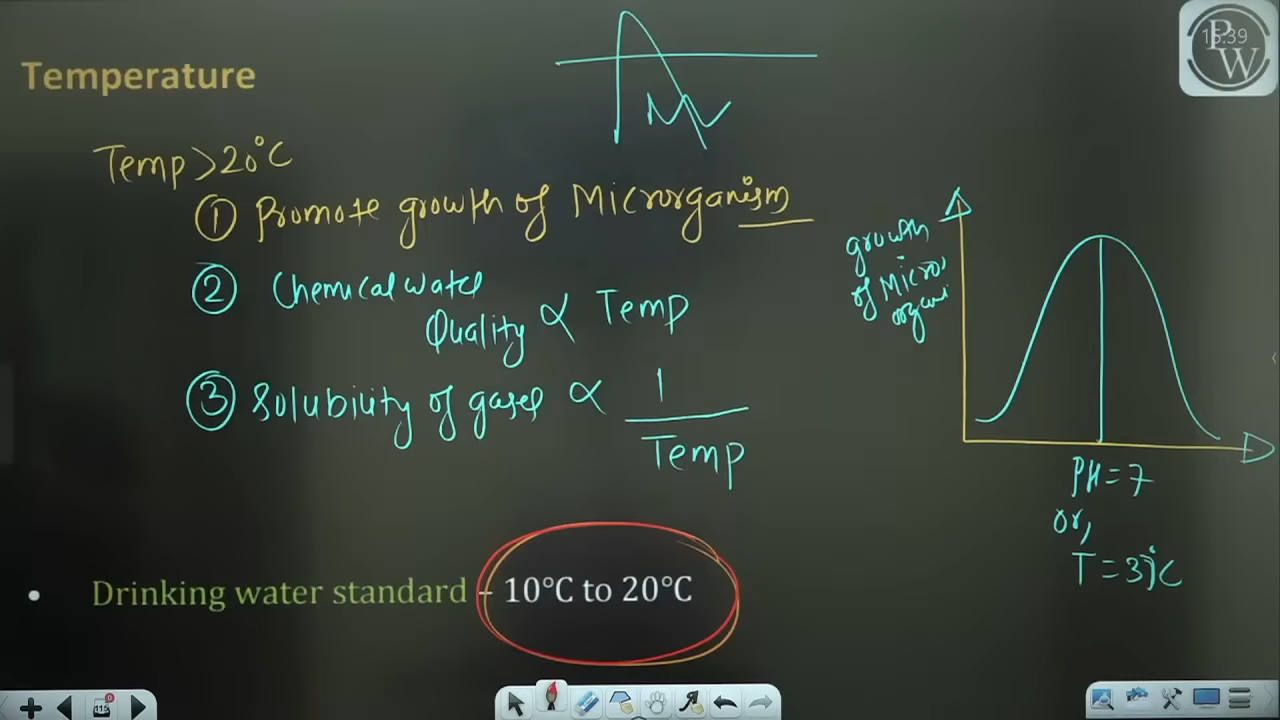 Temperature
Temp > 20°C
① Promote growth of Microrganism
② Chemical water
Quality ∝ Temp
③ Solubility of gases ∝ 1
Temp
growth
of Micro
organi
PH = 7
or,
• Drinking water standard – 10°C to 20°C
PW